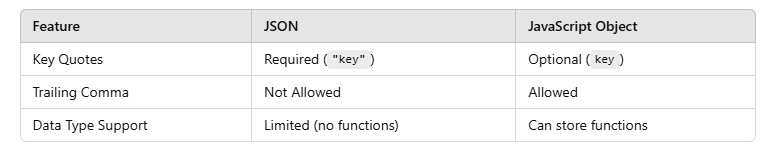 Feature JSON JavaScript Object
Key Quotes Required ("key") Optional (key)
Trailing Comma Not Allowed Allowed
Data Type Support Limited (no functions) Can store functions